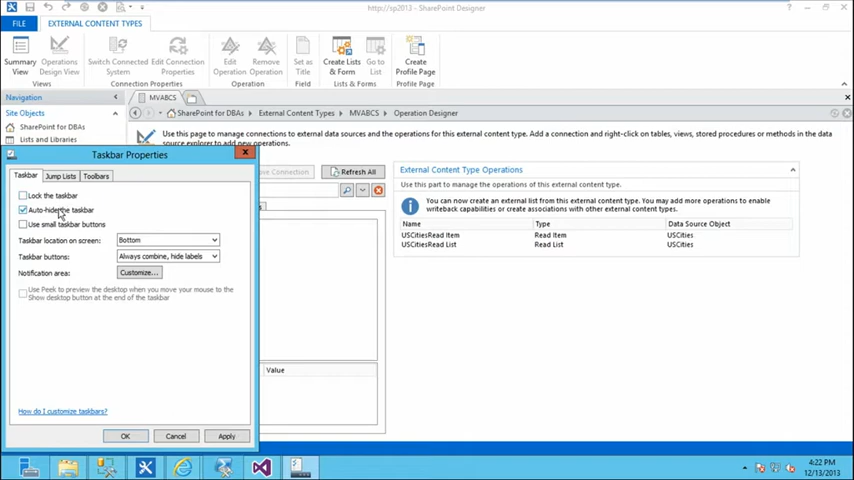 http://sp2013 - SharePoint Designer
FILE
EXTERNAL CONTENT TYPES
Summary View
Operations Design View
Views
Switch Connected System
Edit Connection Properties
Connection Properties
Edit Operation
Remove Operation
Operation
Set as Title
Create Lists & Form
Go to List
Lists & Forms
Create Profile Page
Profile Page
Navigation
MVABCS
Site Objects
SharePoint for DBAs
External Content Types
MVABCS
Operation Designer
SharePoint for DBAs
Lists and Libraries
Use this page to manage connections to external data sources and the operations for this external content type. Add a connection and right-click on tables, views, stored procedures or methods in the
data source explorer to add new operations.
Taskbar Properties
Taskbar
Jump Lists
Toolbars
Refresh All
External Content Type Operations
Use this part to manage the operations of this external content type.
You can now create an external list from this external content type. You may add more operations to enable
writeback capabilities or create associations with other external content types.
Name
Type
Data Source Object
USCitiesRead Item
Read Item
USCities
USCitiesRead List
Read List
USCities
Lock the taskbar
Auto-hide the taskbar
Use small taskbar buttons
Taskbar location on screen:
Bottom
Taskbar buttons:
Always combine, hide labels
Notification area:
Customize...
Use Peek to preview the desktop when you move your mouse to the
Show desktop button at the end of the taskbar
Value
How do I customize taskbars?
OK
Cancel
Apply
4:22 PM
12/13/2013